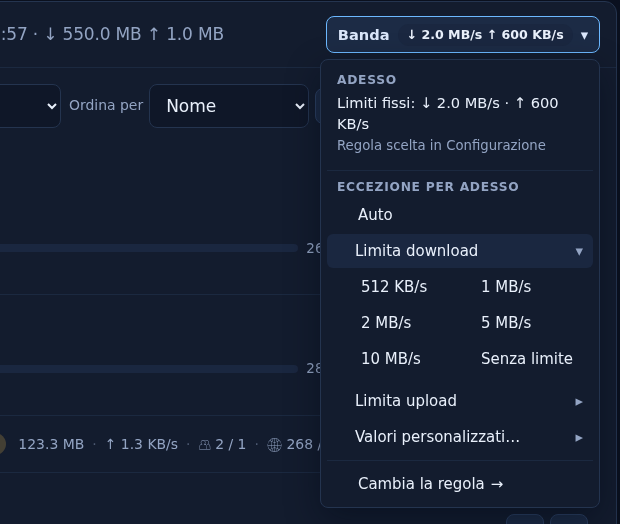 :57 · ↓ 550.0 MB ↑ 1.0 MB
Banda ↓ 2.0 MB/s ↑ 600 KB/s ▾
Ordina per Nome
ADESSO
Limiti fissi: ↓ 2.0 MB/s · ↑ 600
KB/s
Regola scelta in Configurazione
ECCEZIONE PER ADESSO
Auto
Limita download ▾
26
512 KB/s 1 MB/s
2 MB/s 5 MB/s
10 MB/s Senza limite
28
Limita upload ▸
Valori personalizzati… ▸
123.3 MB · ↑ 1.3 KB/s · 2 / 1 · 268 /
Cambia la regola →